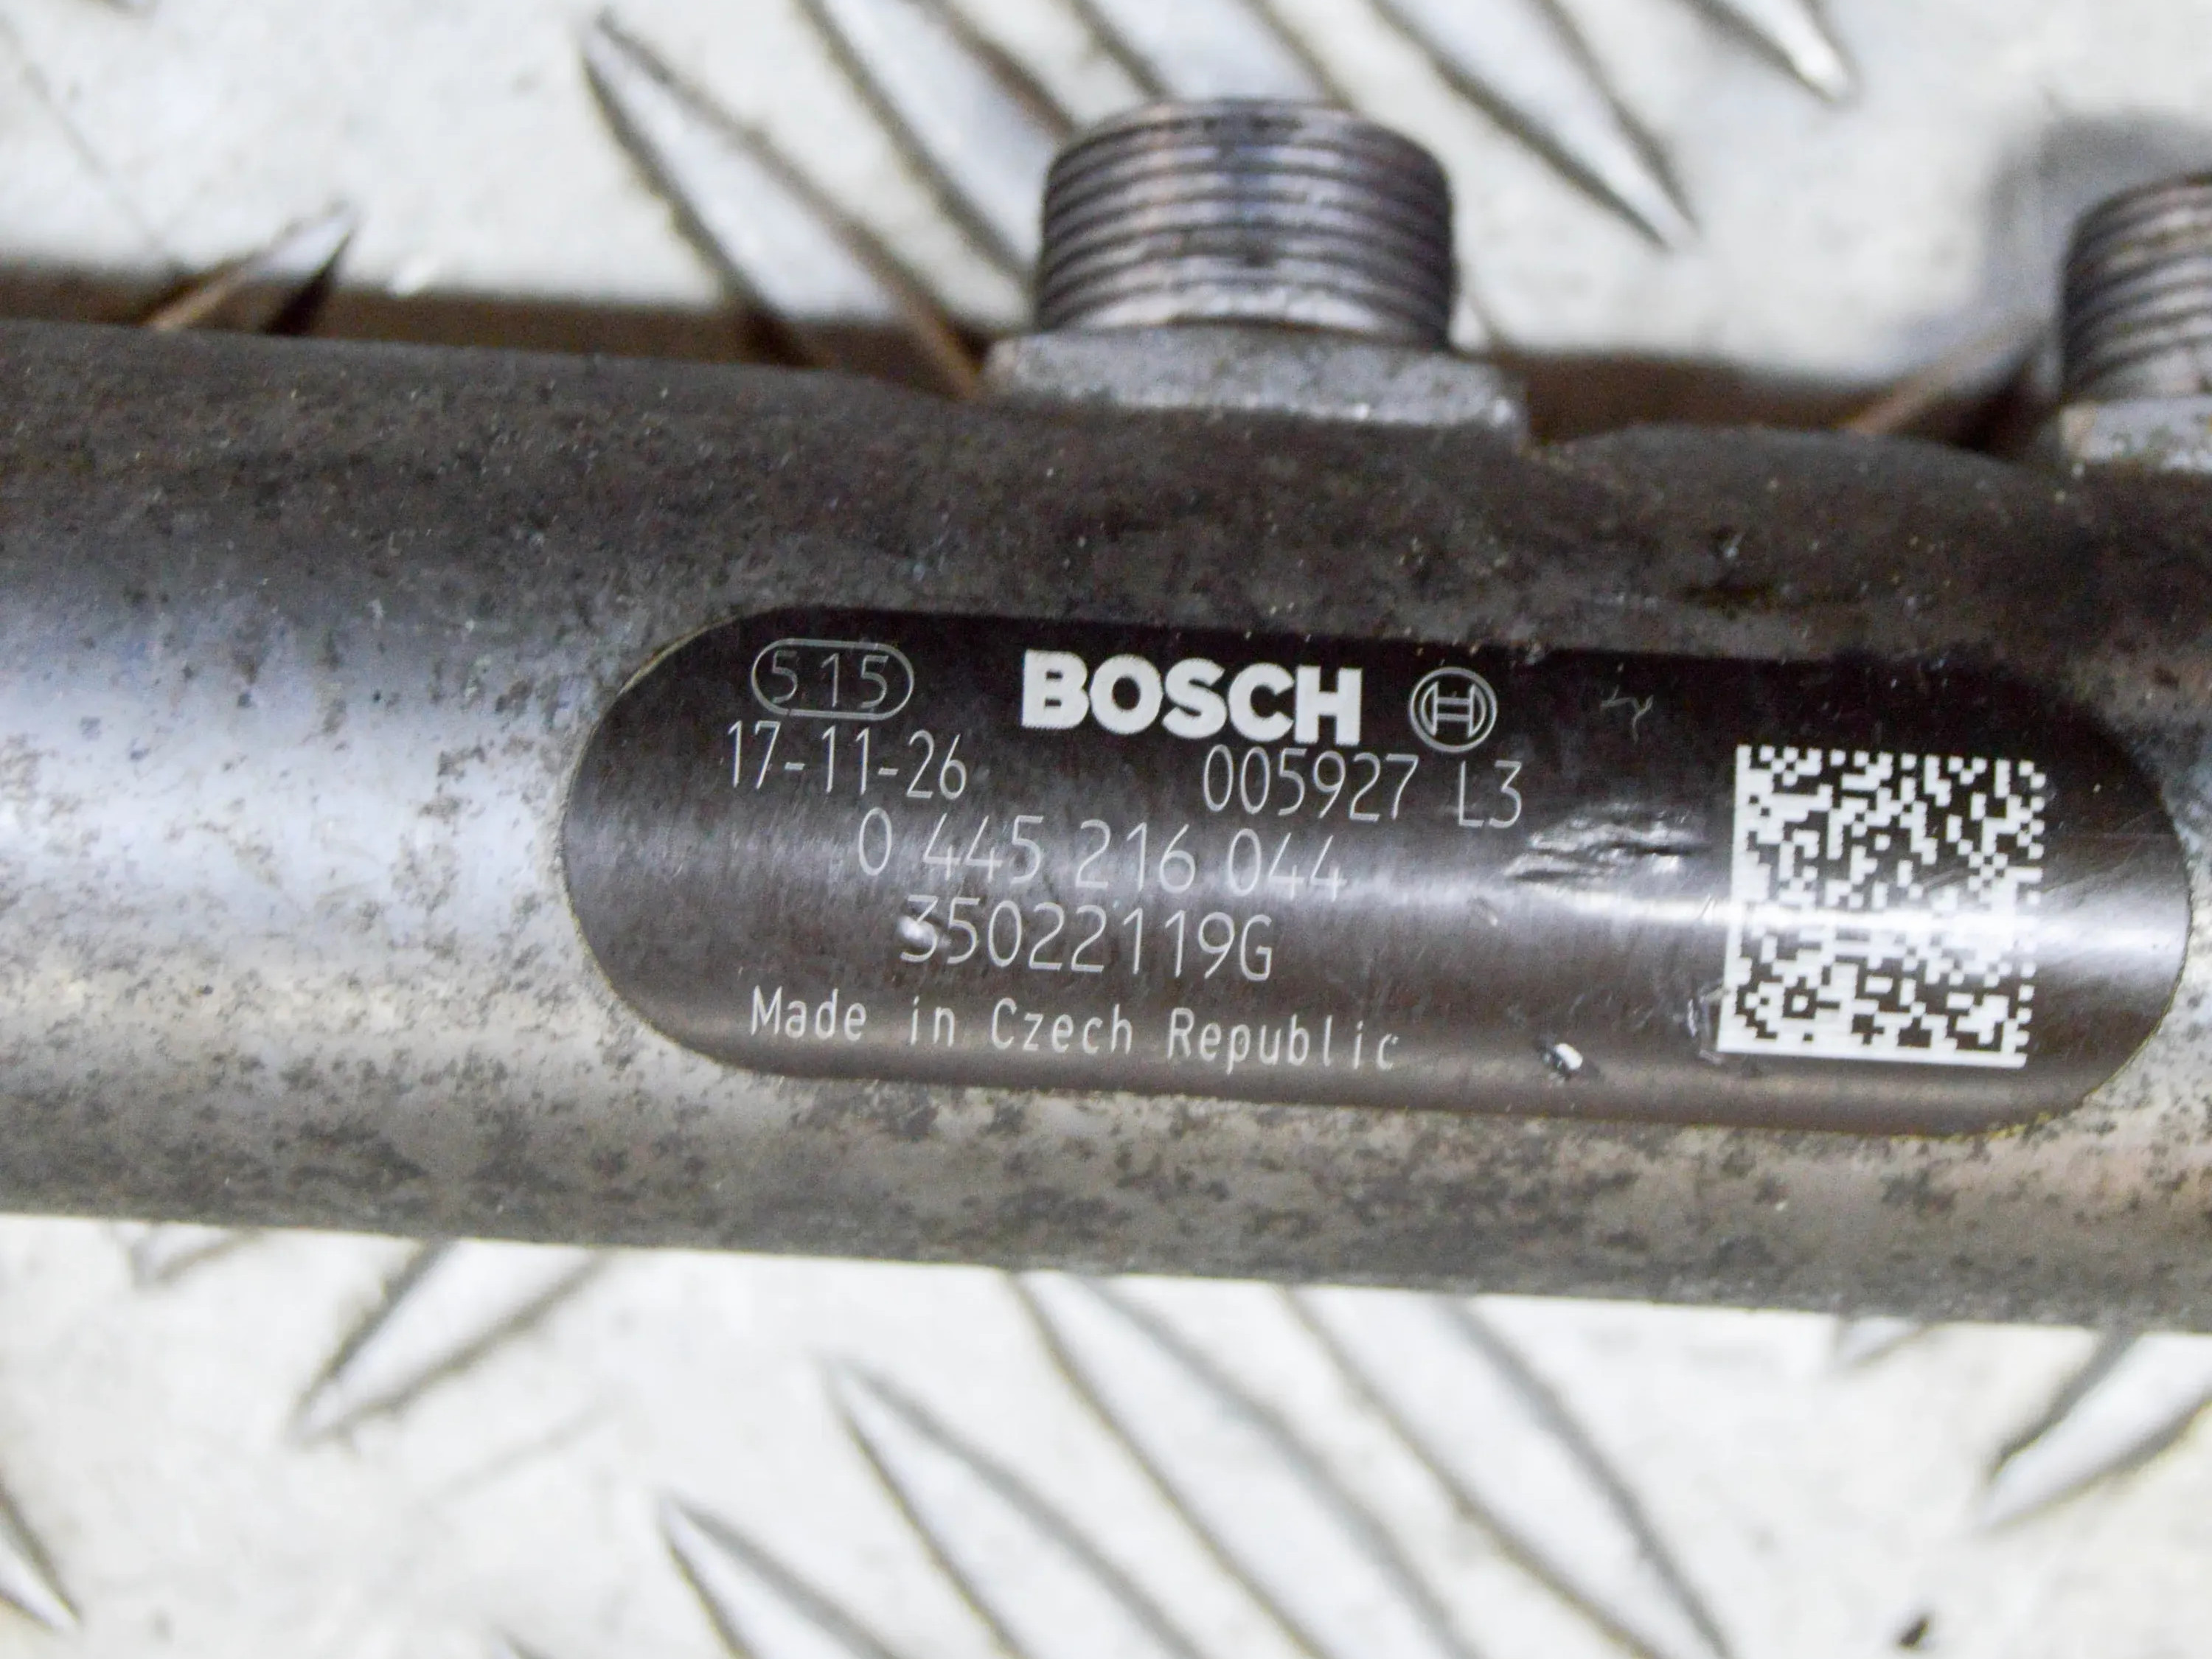 515 BOSCH
17-11-26 005927 L3
0 445 216 044
35022119G
Made in Czech Republic